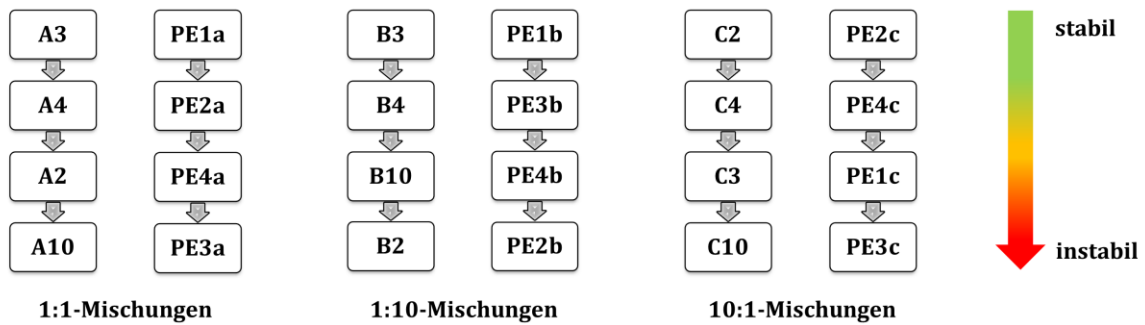 A3 PE1a B3 PE1b C2 PE2c stabil
A4 PE2a B4 PE3b C4 PE4c
A2 PE4a B10 PE4b C3 PE1c
A10 PE3a B2 PE2b C10 PE3c instabil
1:1-Mischungen 1:10-Mischungen 10:1-Mischungen